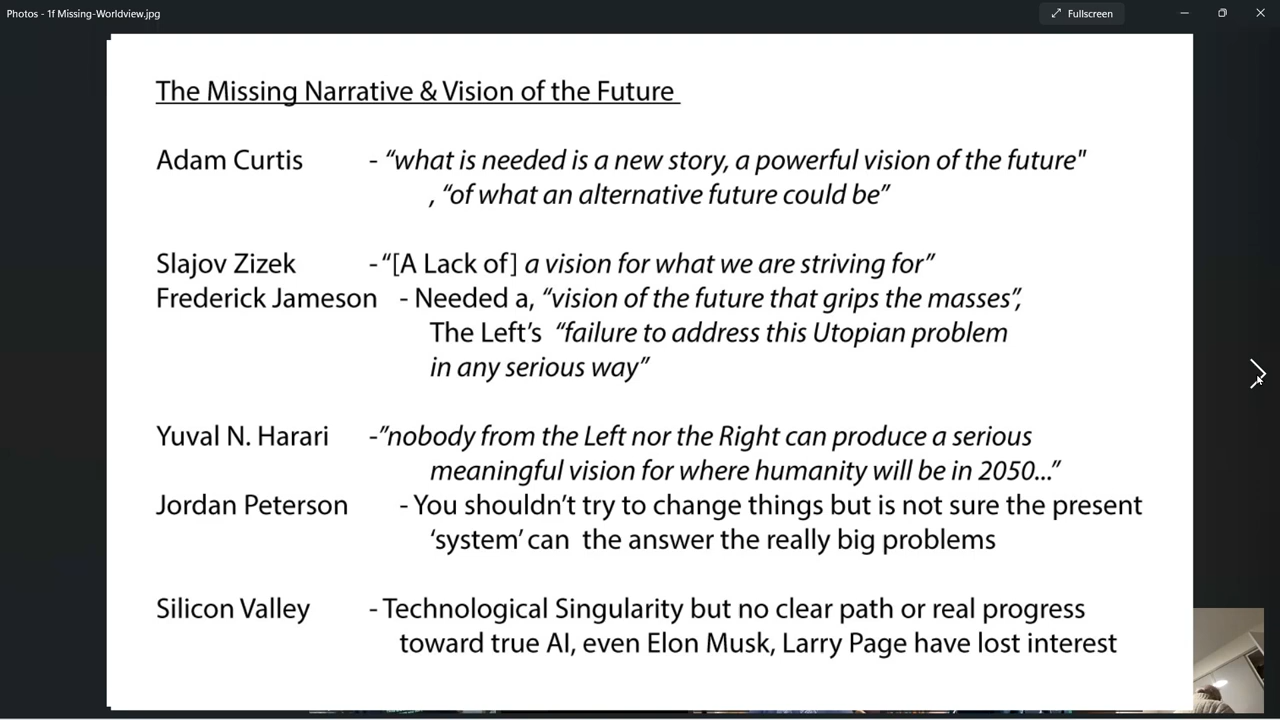 Photos - 1f Missing-Worldview.jpg
Fullscreen
The Missing Narrative & Vision of the Future
Adam Curtis - “what is needed is a new story, a powerful vision of the future"
, “of what an alternative future could be”
Slajov Zizek - “[A Lack of] a vision for what we are striving for”
Frederick Jameson - Needed a, “vision of the future that grips the masses”,
The Left’s “failure to address this Utopian problem
in any serious way”
Yuval N. Harari -”nobody from the Left nor the Right can produce a serious
meaningful vision for where humanity will be in 2050...”
Jordan Peterson - You shouldn’t try to change things but is not sure the present
‘system’ can the answer the really big problems
Silicon Valley - Technological Singularity but no clear path or real progress
toward true AI, even Elon Musk, Larry Page have lost interest